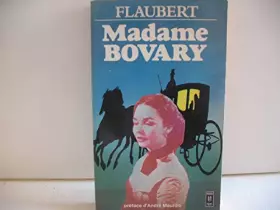 FLAUBERT
Madame
BOVARY
préface d'André Maurois